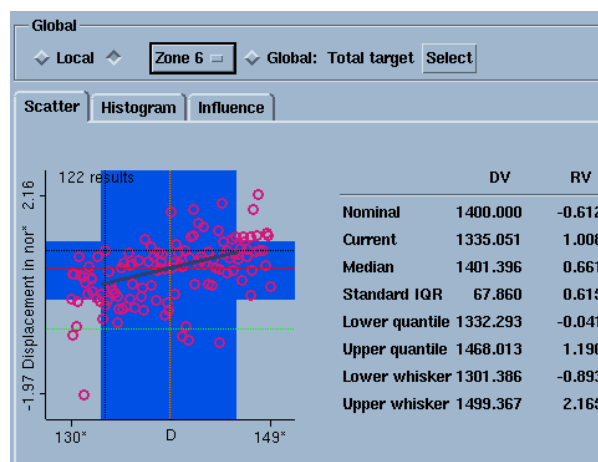 Global
Local Zone 6 Global: Total target Select
Scatter Histogram Influence
122 results
2.16
Displacement in nor*
-1.97
130* D 149*
DV RV
Nominal 1400.000 -0.612
Current 1335.051 1.008
Median 1401.396 0.661
Standard IQR 67.860 0.615
Lower quantile 1332.293 -0.041
Upper quantile 1468.013 1.190
Lower whisker 1301.386 -0.893
Upper whisker 1499.367 2.165